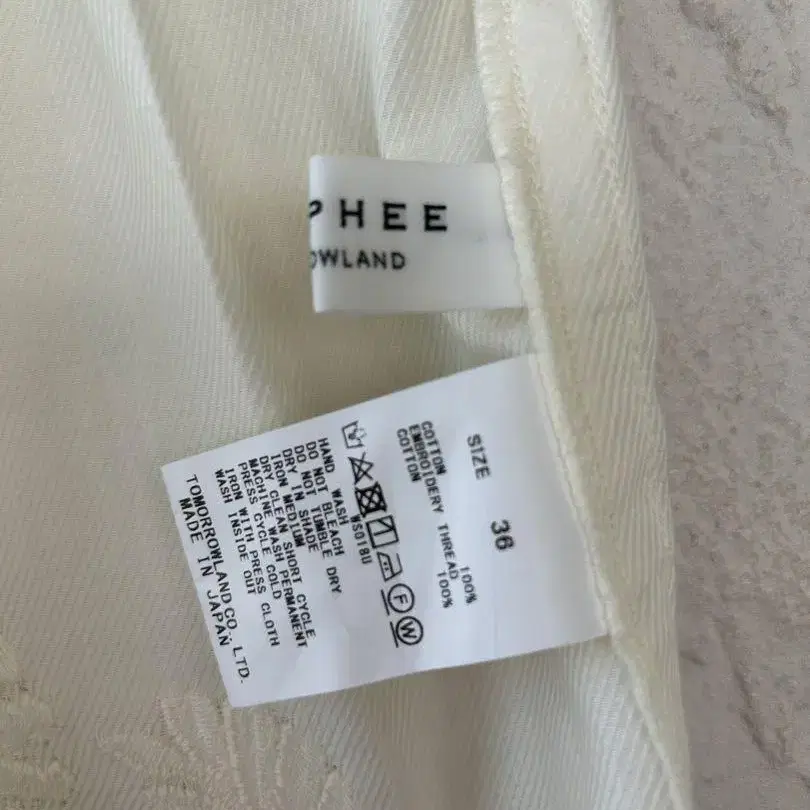 PHEE
OWLAND
SIZE 36
COTTON 100%
EMBROIDERY THREAD
COTTON 100%
W5018U
HAND WASH
DO NOT BLEACH
DO NOT TUMBLE DRY
DRY IN SHADE
IRON MEDIUM
DRY CLEAN SHORT CYCLE
MACHINE WASH PERMANENT
PRESS CYCLE COLD
IRON WITH PRESS CLOTH
WASH INSIDE OUT
TOMORROWLAND CO., LTD.
MADE IN JAPAN